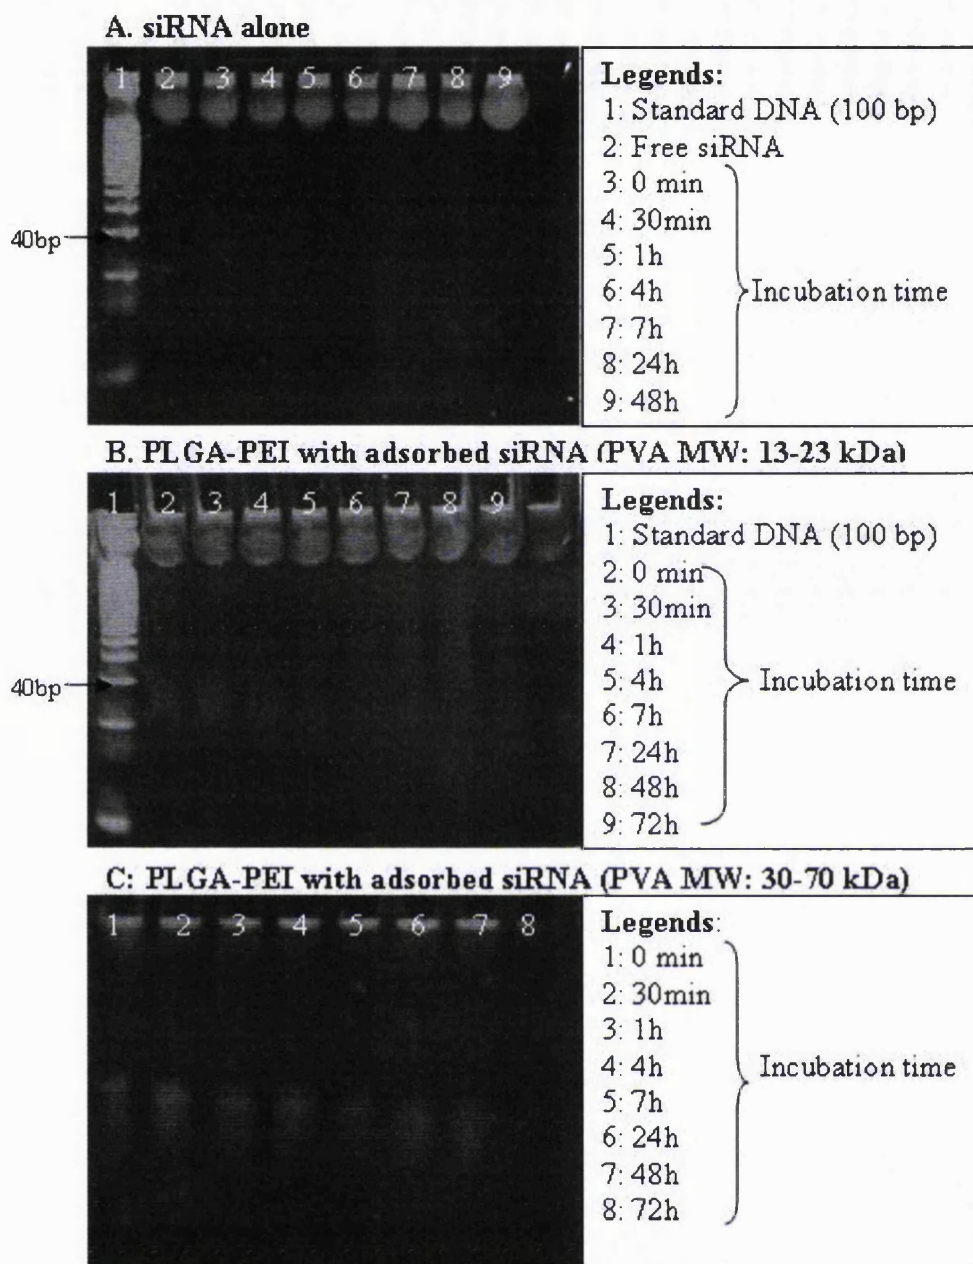 A. siRNA alone
1 2 3 4 5 6 7 8 9
40bp
Legends:
1: Standard DNA (100 bp)
2: Free siRNA
3: 0 min
4: 30min
5: 1h
6: 4h
7: 7h
8: 24h
9: 48h
Incubation time
B. PLGA-PEI with adsorbed siRNA (PVA MW: 13-23 kDa)
1 2 3 4 5 6 7 8 9
40bp
Legends:
1: Standard DNA (100 bp)
2: 0 min
3: 30min
4: 1h
5: 4h
6: 7h
7: 24h
8: 48h
9: 72h
Incubation time
C: PLGA-PEI with adsorbed siRNA (PVA MW: 30-70 kDa)
1 2 3 4 5 6 7 8
Legends:
1: 0 min
2: 30min
3: 1h
4: 4h
5: 7h
6: 24h
7: 48h
8: 72h
Incubation time